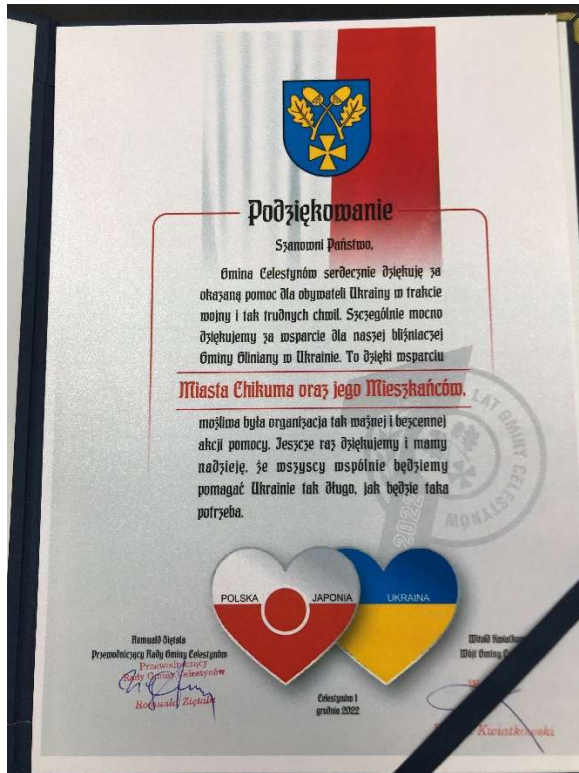 Podziękowanie
Szanowni Państwo,
Gmina Celestynów serdecznie dziękuję za
okazaną pomoc dla obywateli Ukrainy w trakcie
wojny i tak trudnych chwil. Szczególnie mocno
dziękujemy za wsparcie dla naszej bliźniaczej
Gminy Gliniany w Ukrainie. To dzięki wsparciu
Miasta Chikuma oraz jego Mieszkańców,
możliwa była organizacja tak ważnej i bezcennej
akcji pomocy. Jeszcze raz dziękujemy i mamy
nadzieję, że wszyscy wspólnie będziemy
pomagać Ukrainie tak długo, jak będzie taka
potrzeba.
LAT GMINY CELESTYNÓW
2022
POLSKA
JAPONIA
UKRAINA
Romuald Ziętala
Przewodniczący Rady Gminy Celestynów
Przewodniczący
Rady Gminy Celestynów
Romuald Ziętala
Celestynów 1
grudnia 2022
Witold
Wójt Gminy
Kwiatkowski